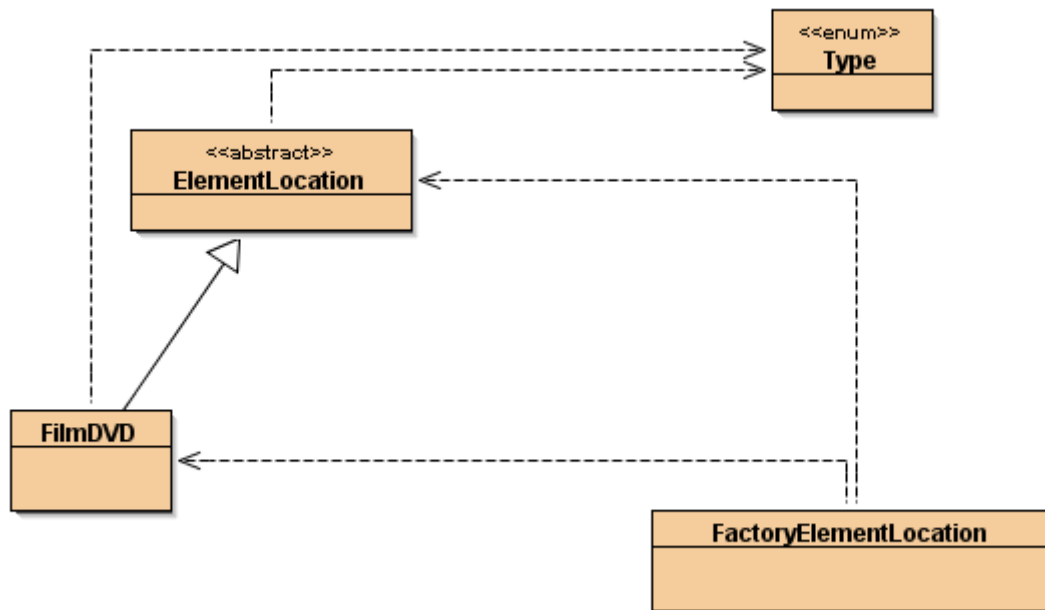 <<enum>>
Type
<<abstract>>
ElementLocation
FilmDVD
FactoryElementLocation